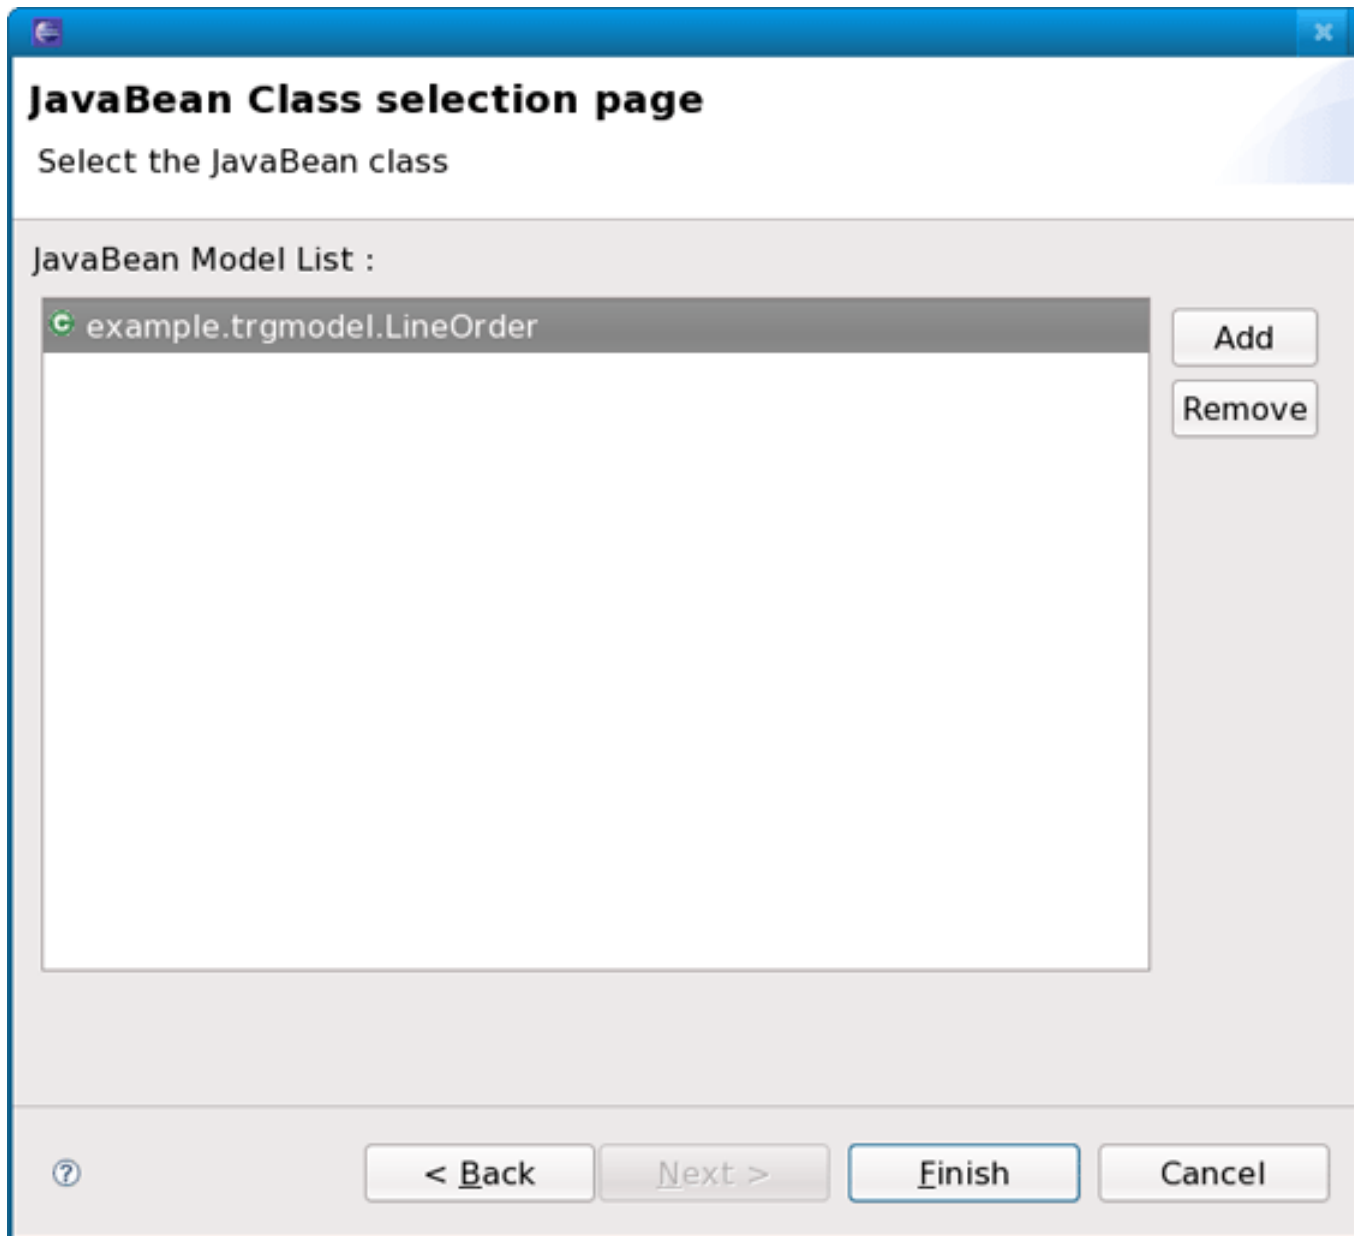 JavaBean Class selection page
Select the JavaBean class
JavaBean Model List :
example.trgmodel.LineOrder
Add
Remove
< Back
Next >
Finish
Cancel